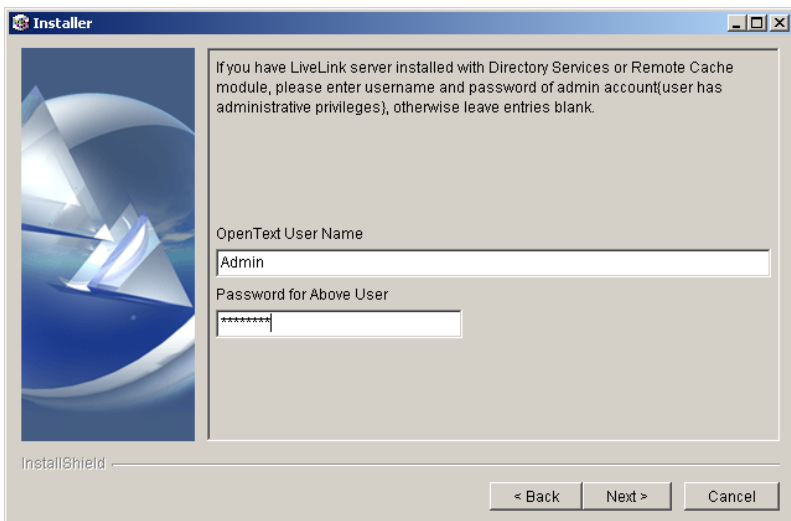 Installer
If you have LiveLink server installed with Directory Services or Remote Cache
module, please enter username and password of admin account{user has
administrative privileges}, otherwise leave entries blank.
OpenText User Name
Admin
Password for Above User
********
InstallShield
< Back
Next >
Cancel